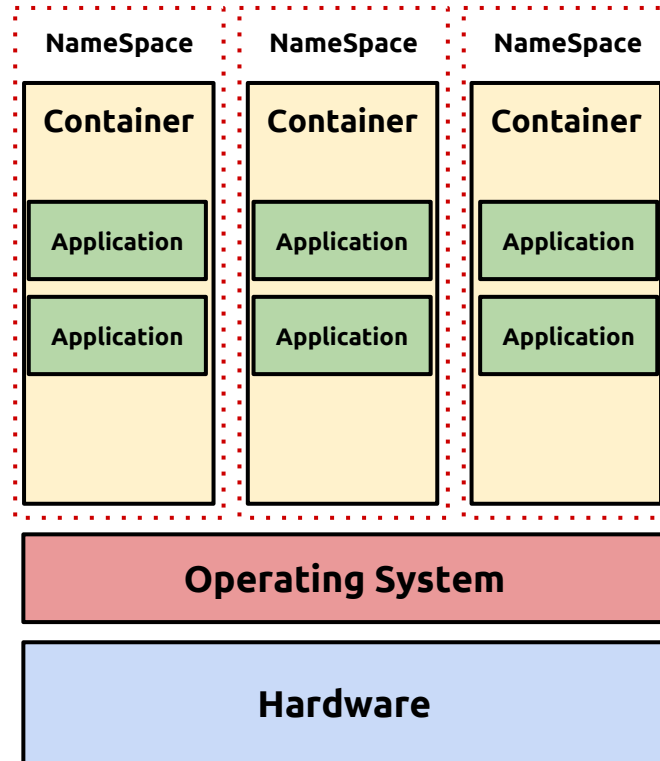 NameSpace NameSpace NameSpace
Container Container Container
Application Application Application
Application Application Application
Operating System
Hardware